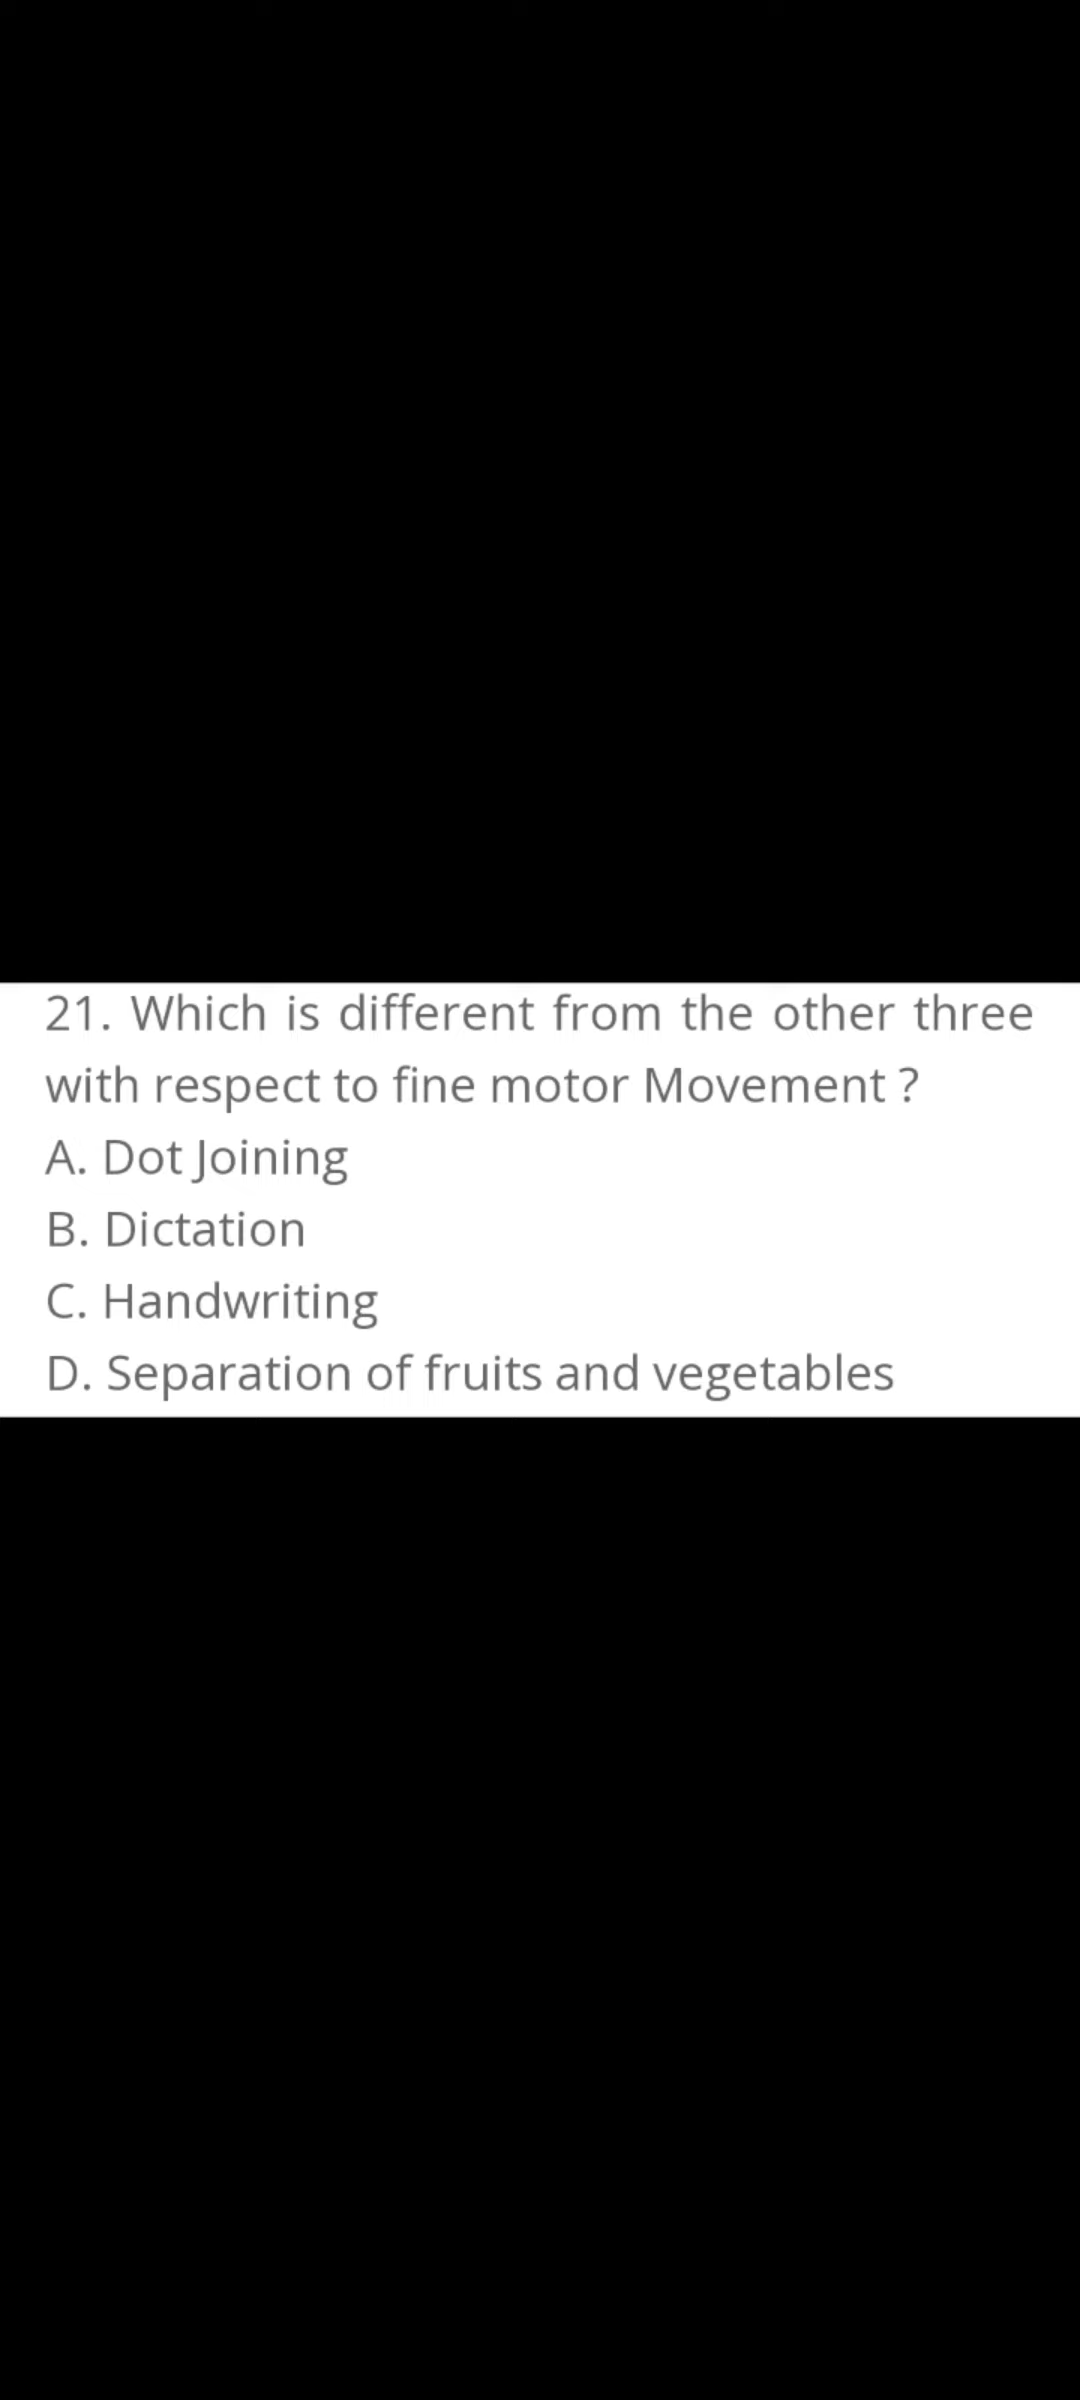 21. Which is different from the other three
with respect to fine motor Movement ?
A. Dot Joining
B. Dictation
C. Handwriting
D. Separation of fruits and vegetables